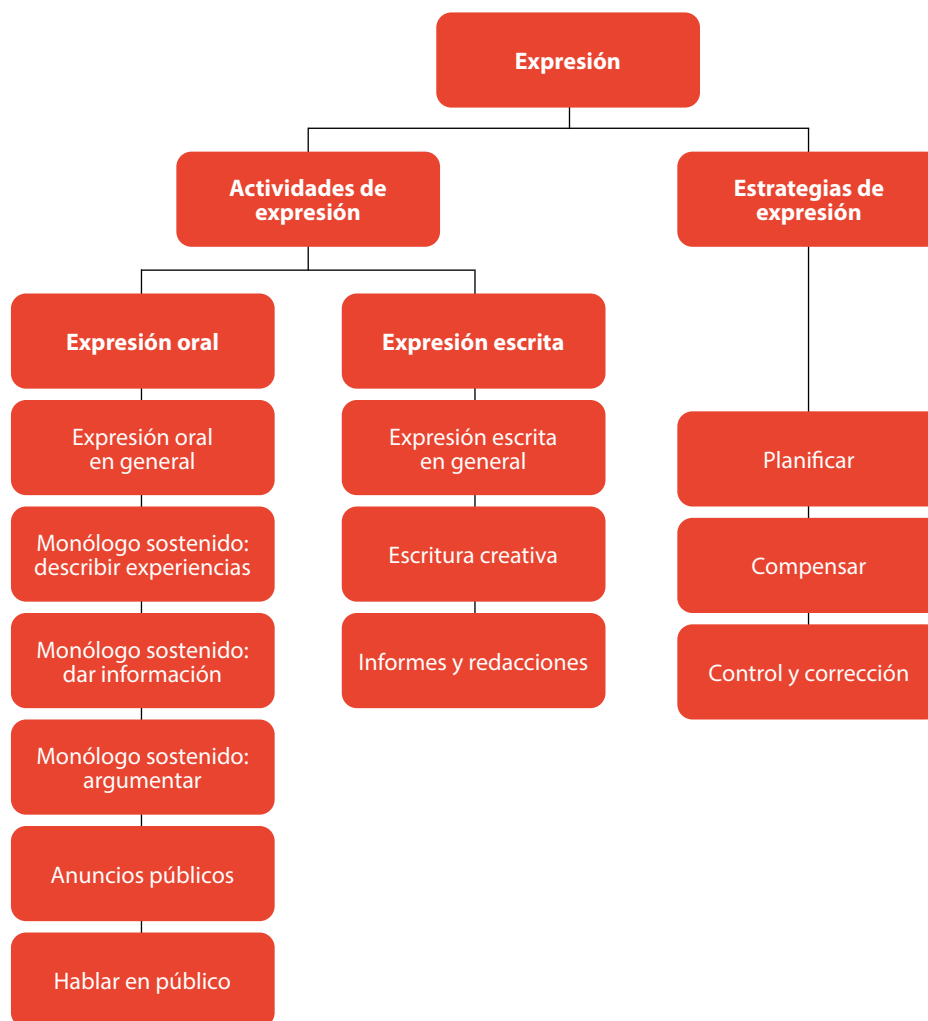 Expresión
Actividades de
expresión
Estrategias de
expresión
Expresión oral
Expresión escrita
Expresión oral
en general
Expresión escrita
en general
Planificar
Monólogo sostenido:
describir experiencias
Escritura creativa
Compensar
Monólogo sostenido:
dar información
Informes y redacciones
Control y corrección
Monólogo sostenido:
argumentar
Anuncios públicos
Hablar en público